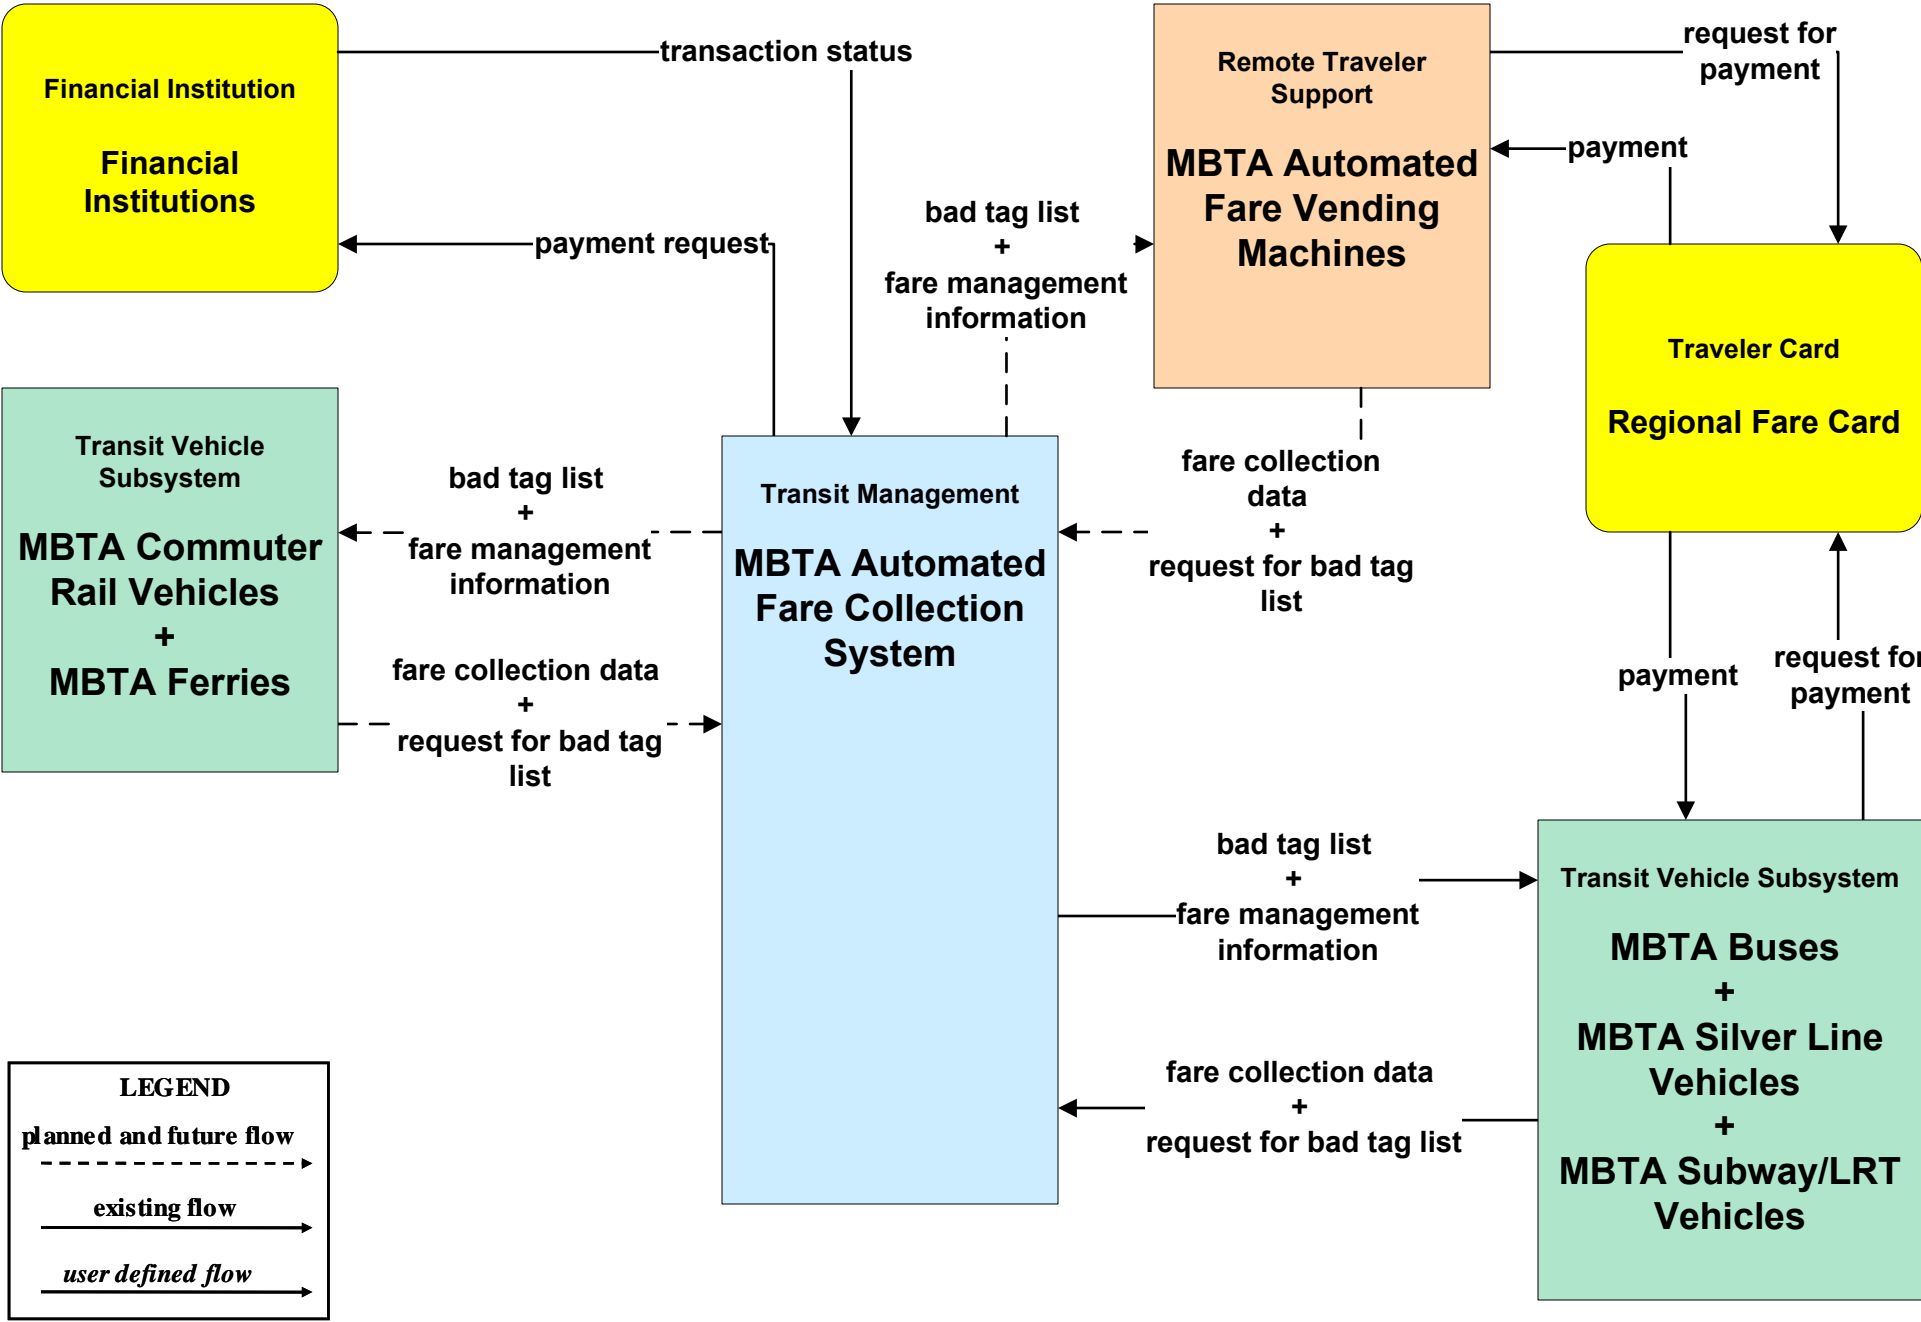 Financial Institution
Financial
Institutions
transaction status
payment request
Remote Traveler
Support
MBTA Automated
Fare Vending
Machines
request for
payment
payment
bad tag list
+
fare management
information
Traveler Card
Regional Fare Card
Transit Vehicle
Subsystem
MBTA Commuter
Rail Vehicles
+
MBTA Ferries
bad tag list
+
fare management
information
fare collection data
+
request for bad tag
list
Transit Management
MBTA Automated
Fare Collection
System
fare collection
data
+
request for bad tag
list
payment
request for
payment
bad tag list
+
fare management
information
fare collection data
+
request for bad tag list
Transit Vehicle Subsystem
MBTA Buses
+
MBTA Silver Line
Vehicles
+
MBTA Subway/LRT
Vehicles
LEGEND
planned and future flow
existing flow
user defined flow